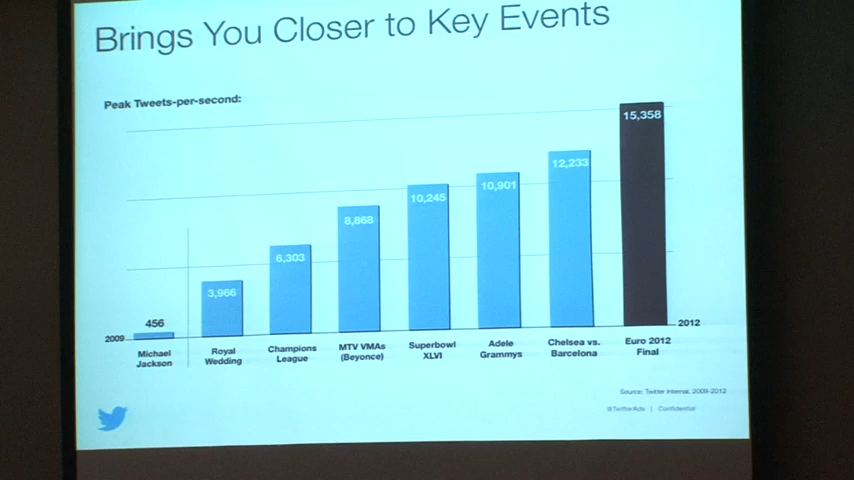 Brings You Closer to Key Events
Peak Tweets-per-second:
15,358
12,233
10,901
10,245
8,868
6,303
3,966
456
2009
2012
Michael
Jackson
Royal
Wedding
Champions
League
MTV VMAs
(Beyonce)
Superbowl
XLVI
Adele
Grammys
Chelsea vs.
Barcelona
Euro 2012
Final
Source: Twitter Internal, 2009-2012
@TwitterAds | Confidential